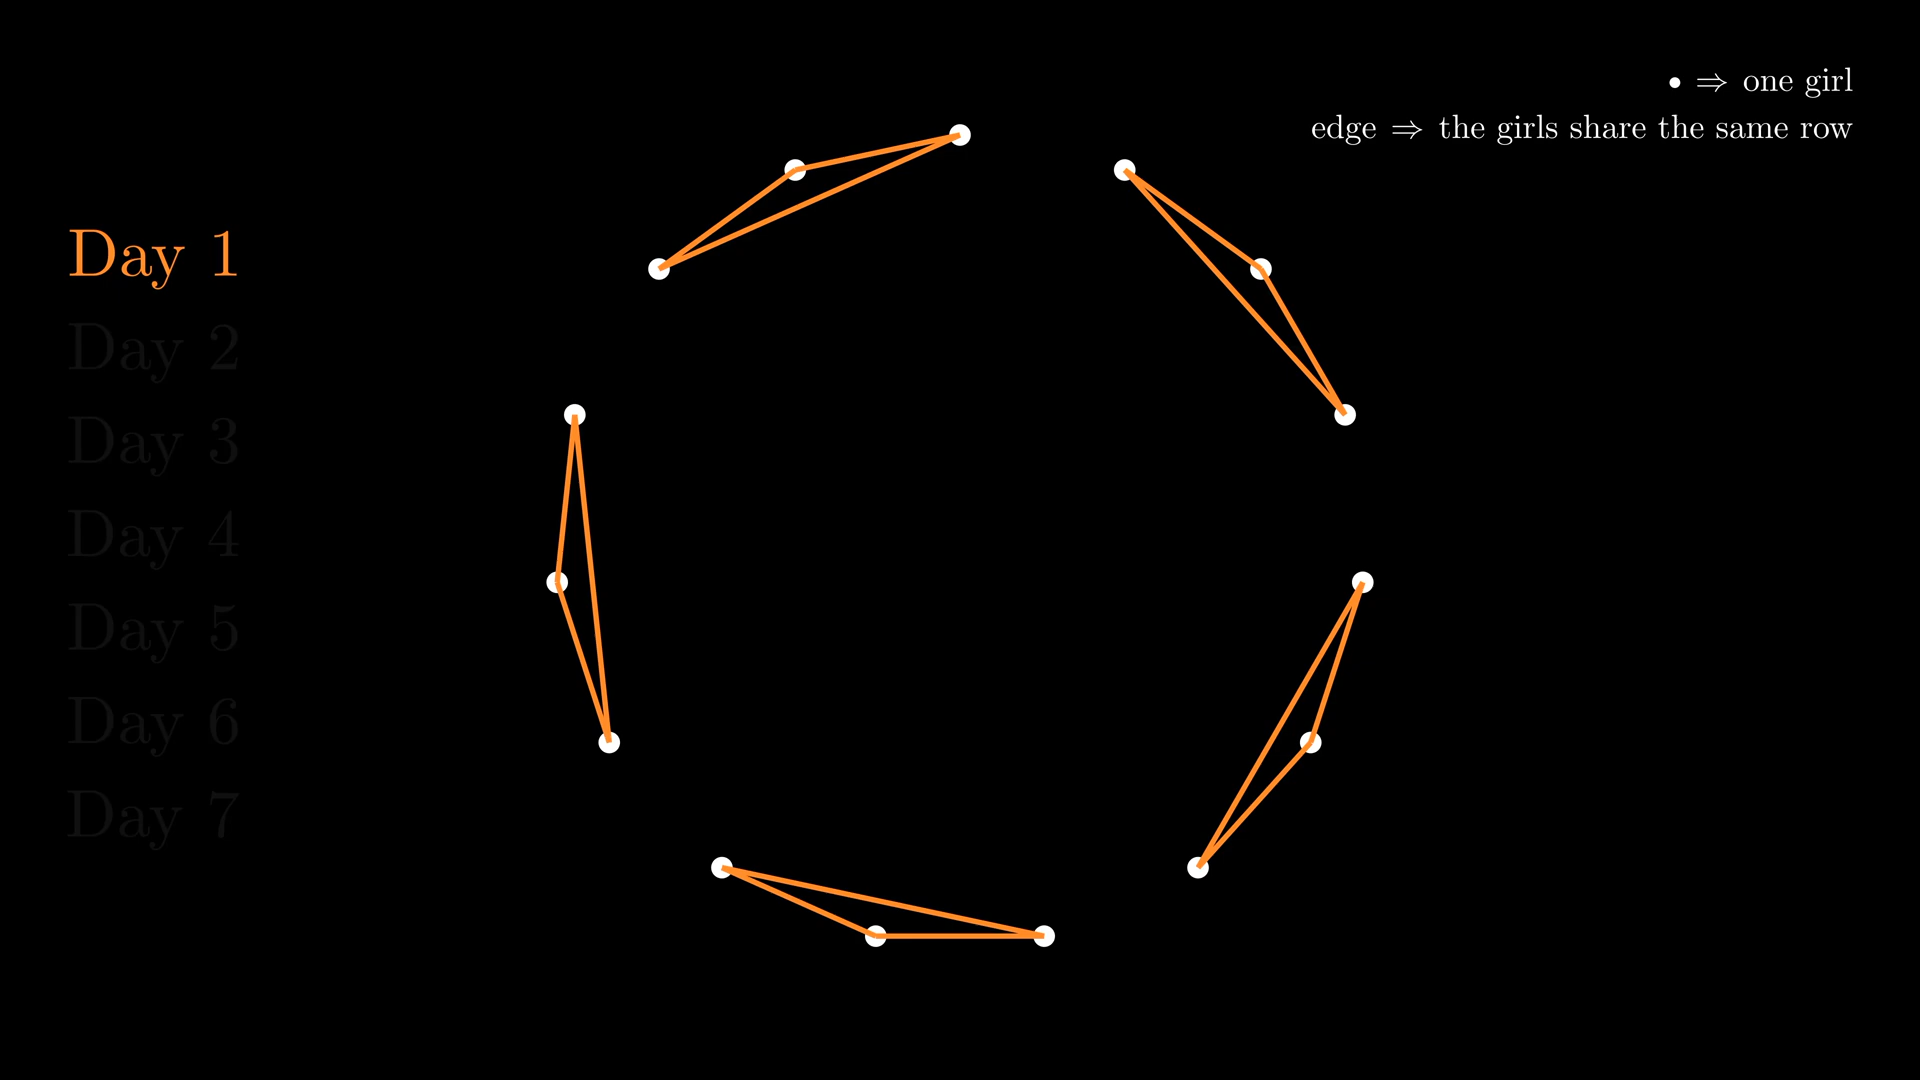 • ⇒ one girl
edge ⇒ the girls share the same row
Day 1
Day 2
Day 3
Day 4
Day 5
Day 6
Day 7